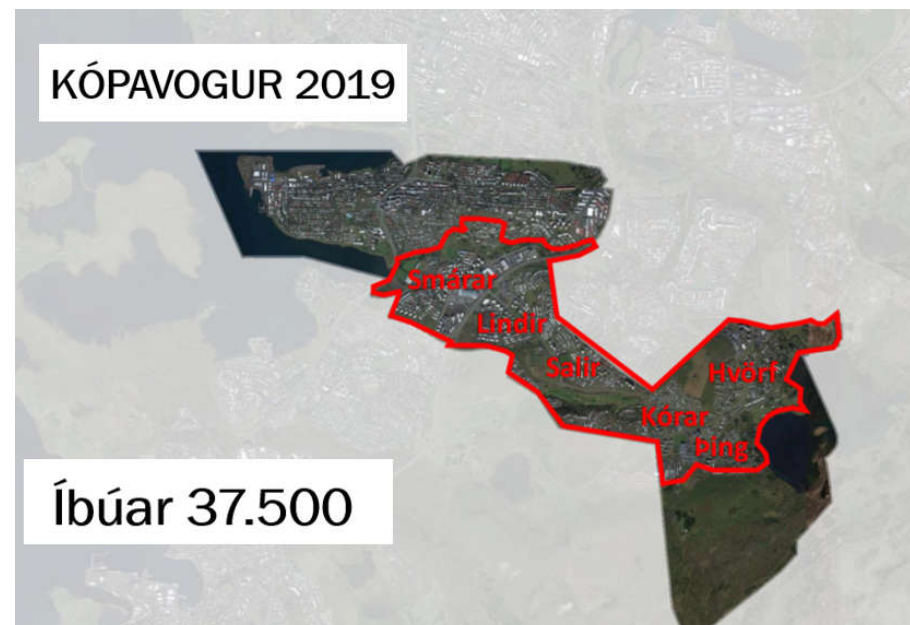 KÓPAVOGUR 2019
Smárar
Lindir
Salir
Hvörf
Kórar
Þing
Íbúar 37.500